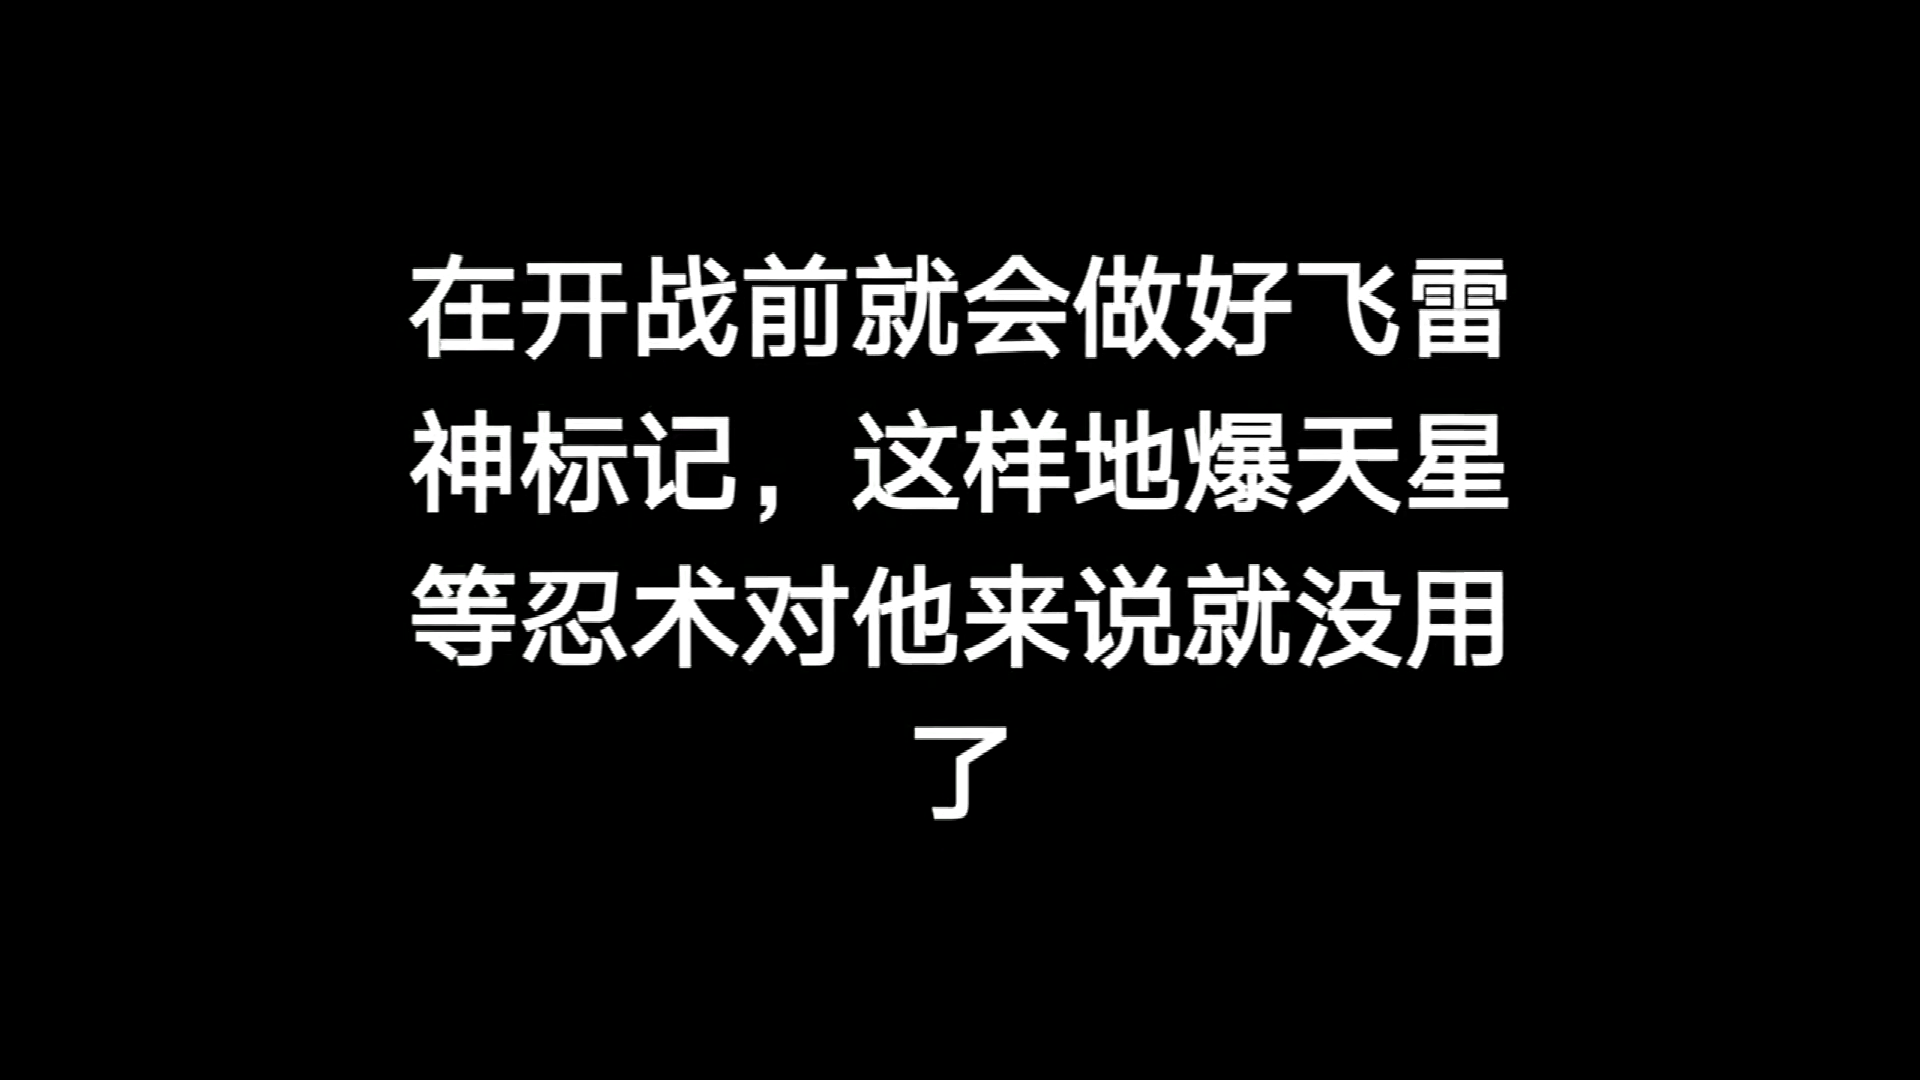 在开战前就会做好飞雷
神标记，这样地爆天星
等忍术对他来说就没用
了